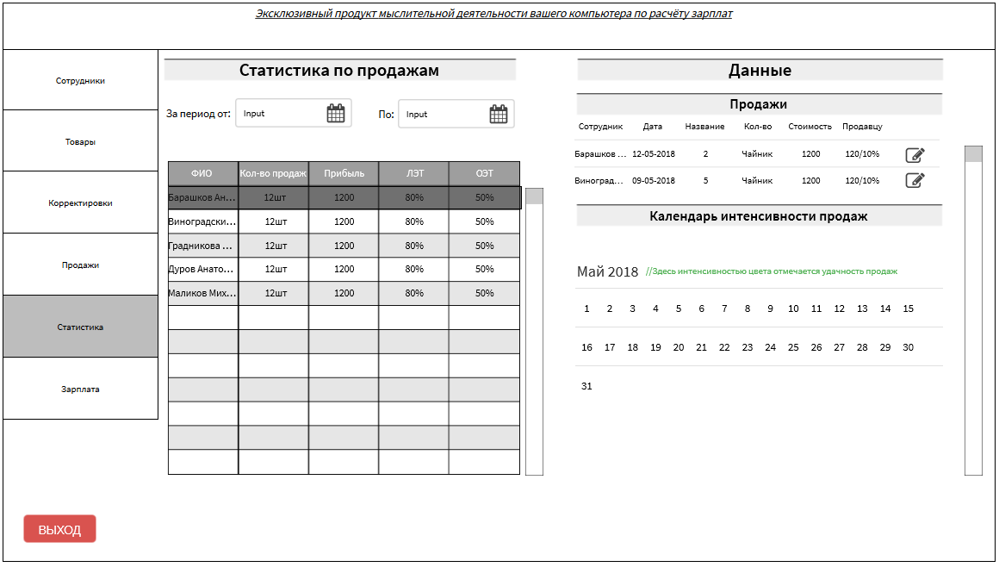 Эксклюзивный продукт мыслительной деятельности вашего компьютера по расчёту зарплат
Сотрудники
Товары
Корректировки
Продажи
Статистика
Зарплата
ВЫХОД
Статистика по продажам
За период от: Input По: Input
ФИО Кол-во продаж Прибыль ЛЭТ ОЭТ
Барашков Ан... 12шт 1200 80% 50%
Виноградски... 12шт 1200 80% 50%
Градникова ... 12шт 1200 80% 50%
Дуров Анато... 12шт 1200 80% 50%
Маликов Мих... 12шт 1200 80% 50%
Данные
Продажи
Сотрудник Дата Название Кол-во Стоимость Продавцу
Барашков ... 12-05-2018 2 Чайник 1200 120/10%
Виноград... 09-05-2018 5 Чайник 1200 120/10%
Календарь интенсивности продаж
Май 2018 //Здесь интенсивностью цвета отмечается удачность продаж
1 2 3 4 5 6 7 8 9 10 11 12 13 14 15
16 17 18 19 20 21 22 23 24 25 26 27 28 29 30
31